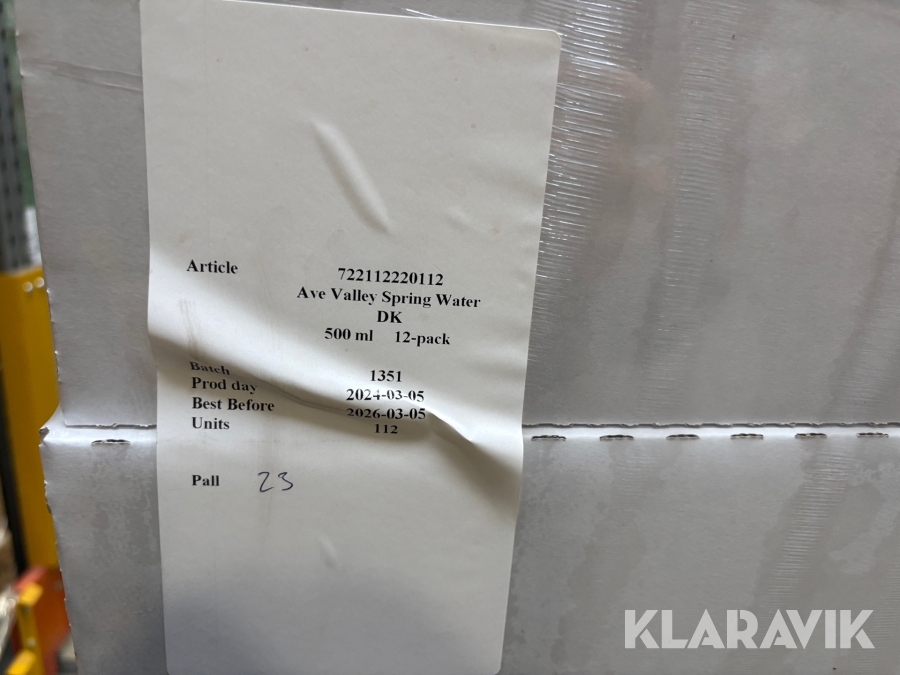 Article 722112220112
Ave Valley Spring Water
DK
500 ml 12-pack
Batch 1351
Prod day 2024-03-05
Best Before 2026-03-05
Units 112
Pall 23
KLARAVIK